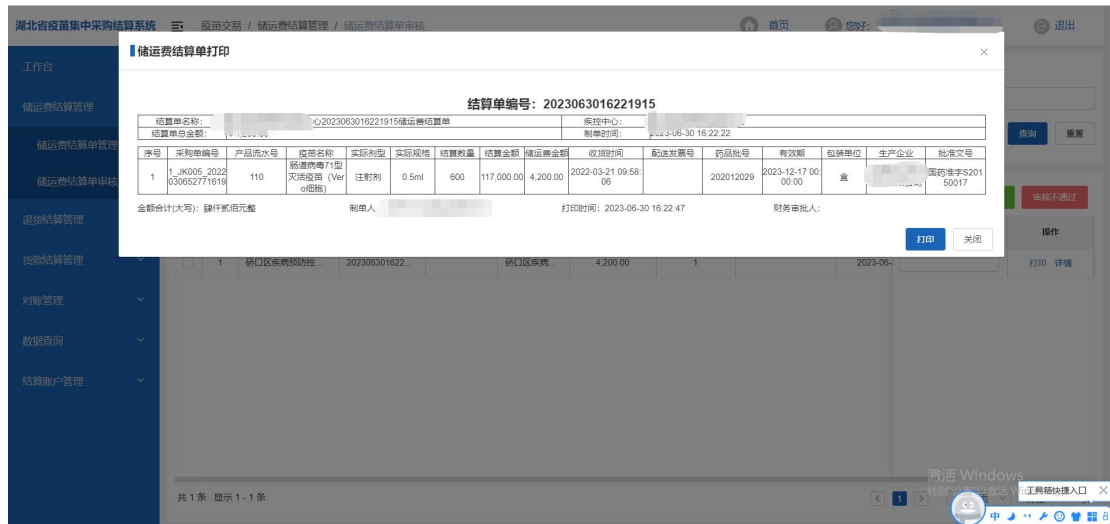 湖北省疫苗集中采购结算系统 疫苗交易 / 储运费结算管理 / 储运费结算单审核 首页 您好: 退出
储运费结算单打印
工作台
储运费结算管理
储运费结算单管理
储运费结算单审核
退货结算管理
货款结算管理
对账管理
数据查询
结算账户管理
结算单编号：2023063016221915
结算单名称： 心2023063016221915储运费结算单 疾控中心：
结算单总金额： 制单时间： 2023-06-30 16:22:22
序号 采购单编号 产品流水号 疫苗名称 实际剂型 实际规格 结算数量 结算金额 储运费金额 收货时间 配送发票号 药品批号 有效期 包装单位 生产企业 批准文号
1 1_JK005_2022030652771619 110 肠道病毒71型灭活疫苗（Vero细胞） 注射剂 0.5ml 600 117,000.00 4,200.00 2022-03-21 09:58:06 202012029 2023-12-17 00:00:00 盒 国药准字S20150017
金额合计(大写)：肆仟贰佰元整 制单人 打印时间：2023-06-30 16:22:47 财务审批人：
打印 关闭
查询 重置
审核不通过
操作
1 硚口区疾病预防控... 202306301622... 硚口区疾病... 4,200.00 1 2023-06- 打印 详情
共 1 条 显示 1 - 1 条 1
激活 Windows
工具箱快捷入口
中